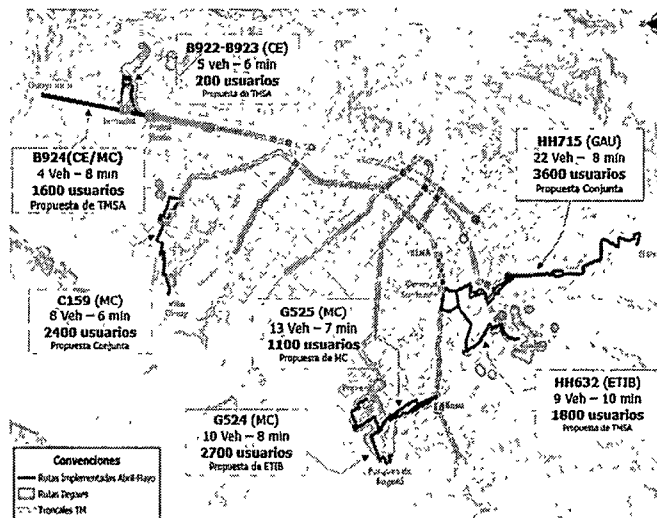 B922-B923 (CE)
5 veh – 6 min
200 usuarios
Propuesta de TMSA
HH715 (GAU)
22 Veh – 8 min
3600 usuarios
Propuesta Conjunta
B924(CE/MC)
4 Veh – 8 min
1600 usuarios
Propuesta de TMSA
C159 (MC)
8 Veh – 6 min
2400 usuarios
Propuesta Conjunta
G525 (MC)
13 Veh – 7 min
1100 usuarios
Propuesta de MC
HH632 (ETIB)
9 Veh – 10 min
1800 usuarios
Propuesta de TMSA
G524 (MC)
10 Veh – 8 min
2700 usuarios
Propuesta de ETIB
Parques de
Bogotá
Convenciones
Rutas Implementadas Abril-Mayo
Rutas
Troncales TM